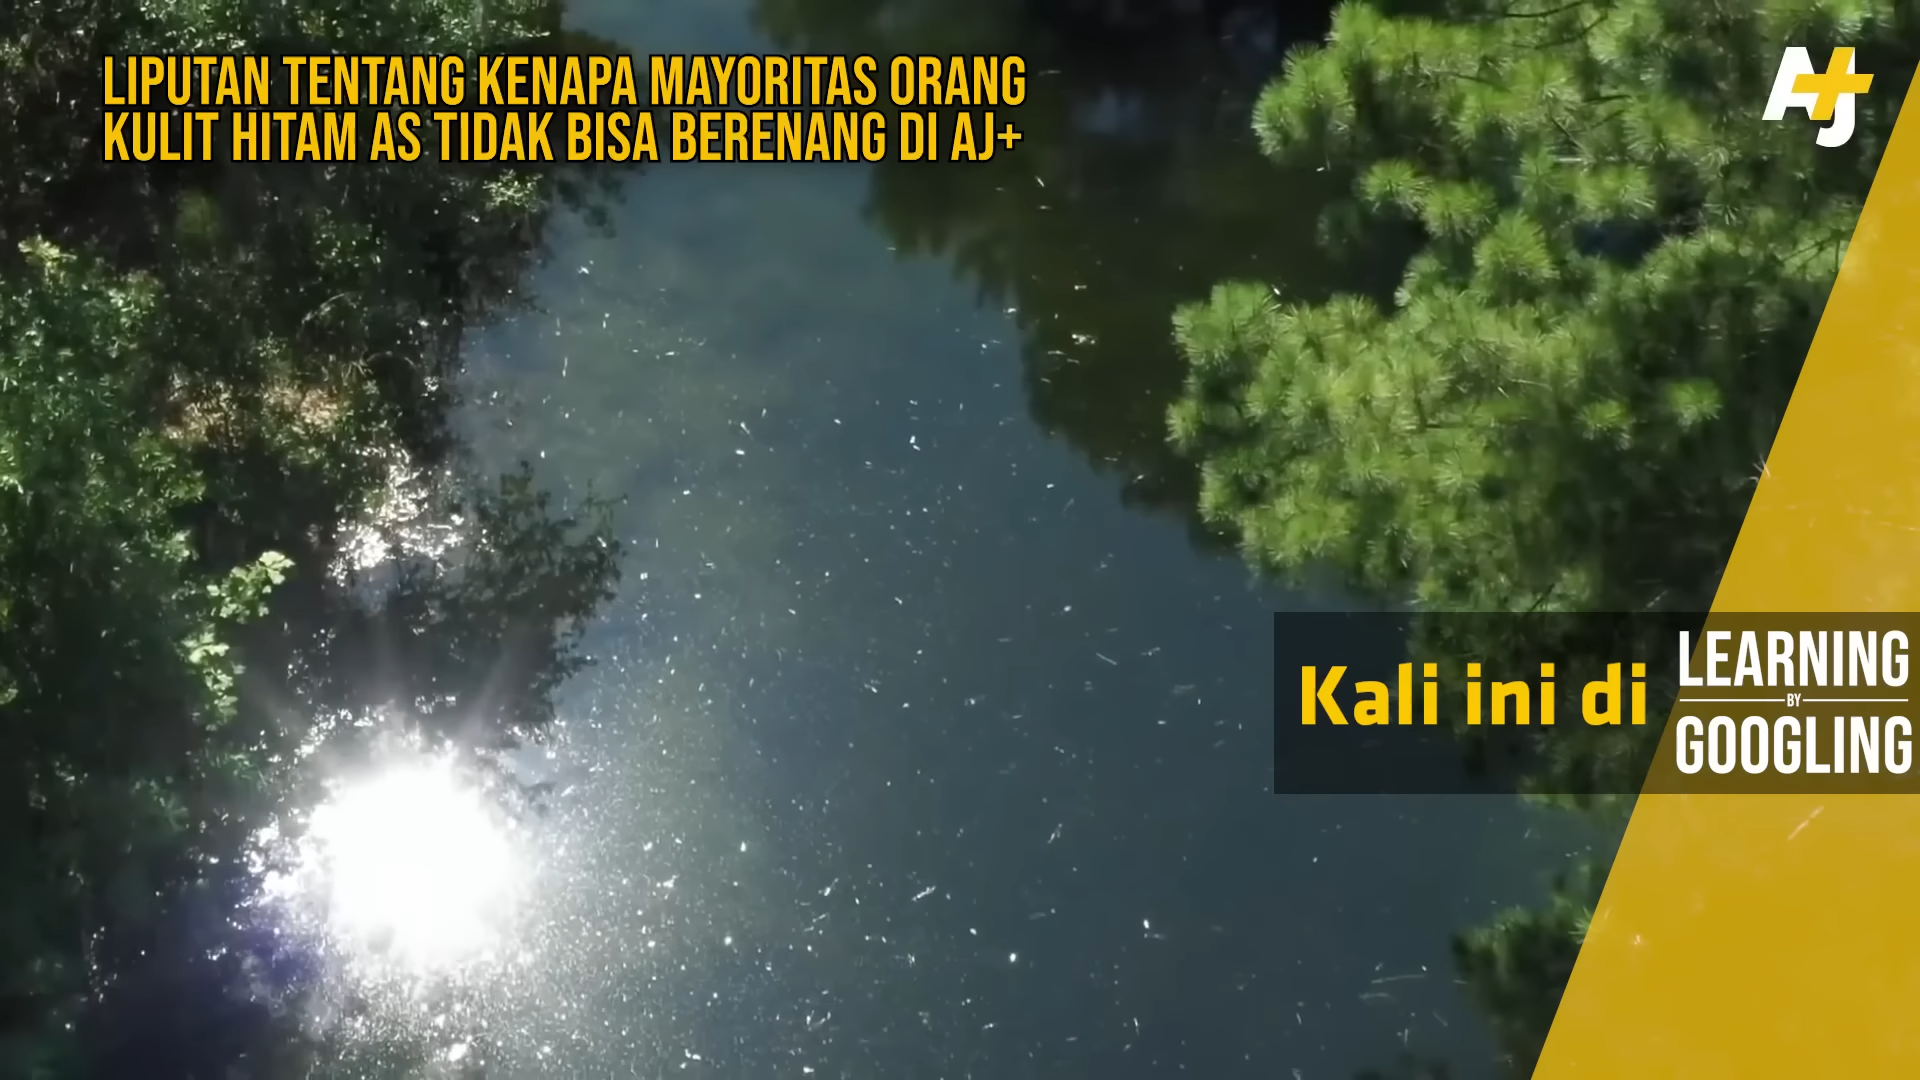 LIPUTAN TENTANG KENAPA MAYORITAS ORANG
KULIT HITAM AS TIDAK BISA BERENANG DI AJ+
AJ+
Kali ini di
LEARNING
BY
GOOGLING